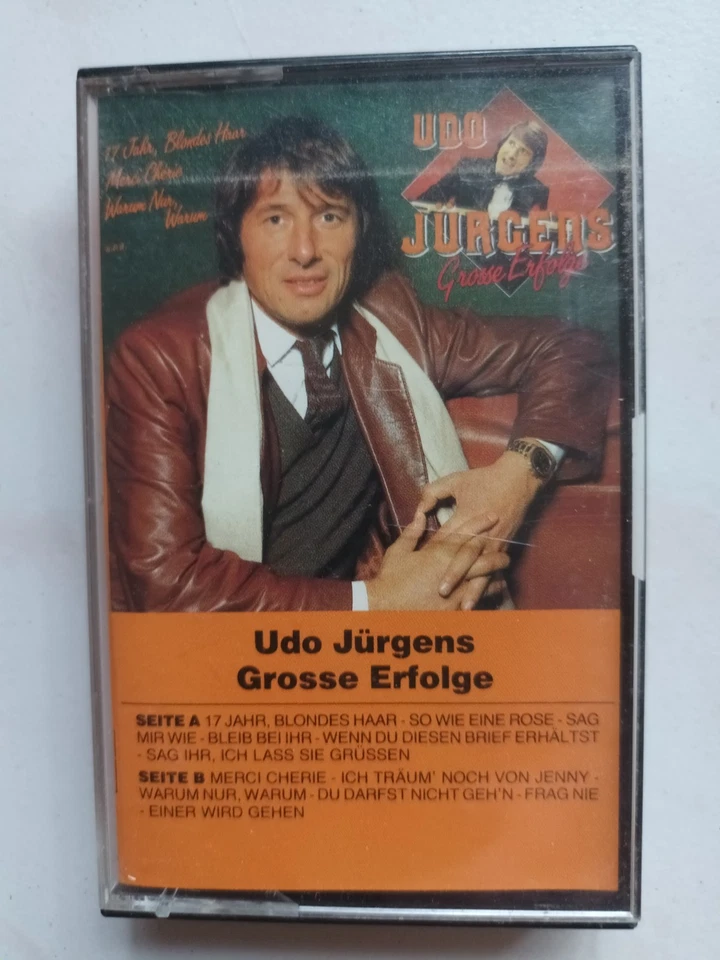 17 Jahr, Blondes Haar
Merci Cherie
Warum Nur,
Warum
u.v.a.
UDO
JÜRGENS
Grosse Erfolge
Udo Jürgens
Grosse Erfolge
SEITE A 17 JAHR, BLONDES HAAR - SO WIE EINE ROSE - SAG
MIR WIE - BLEIB BEI IHR - WENN DU DIESEN BRIEF ERHÄLTST
- SAG IHR, ICH LASS SIE GRÜSSEN
SEITE B MERCI CHERIE - ICH TRÄUM' NOCH VON JENNY -
WARUM NUR, WARUM - DU DARFST NICHT GEH'N - FRAG NIE
- EINER WIRD GEHEN